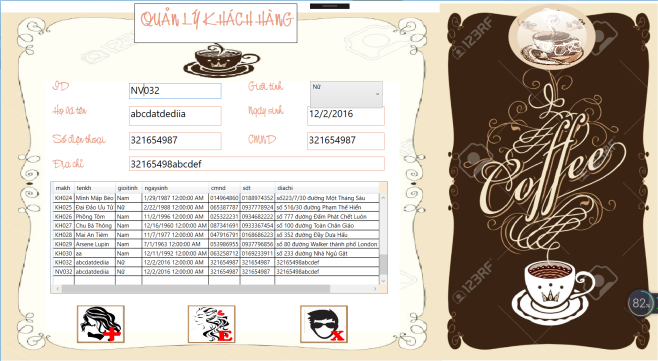 QUẢN LÝ KHÁCH HÀNG
ID NV032 Giới tính Nữ
Họ và tên abcdatdediia Ngày sinh 12/2/2016
Số điện thoại 321654987 CMND 321654987
Địa chỉ 32165498abcdef
makh tenkh gioitinh ngaysinh cmnd sdt diachi
KH024 Minh Mập Béo Nam 1/29/1987 12:00:00 AM 014964860 0188974352 số223/7/30 đường Một Tháng Sáu
KH025 Đại Đảo Ưu Tử Nữ 2/22/1988 12:00:00 AM 065387787 0937778924 số 516/30 đường Phạm Thế Hiển
KH026 Phông Tôm Nam 11/2/1996 12:00:00 AM 025322231 0934682222 số 777 đường Đấm Phát Chết Luôn
KH027 Chu Bá Thông Nam 12/16/1960 12:00:00 AM 087341691 0933367454 số 100 đường Toàn Chân Giáo
KH028 Mai An Tiêm Nam 11/7/1977 12:00:00 AM 047916791 0168686223 số 352 đường Đầy Dưa Hấu
KH029 Arsene Lupin Nam 7/1/1963 12:00:00 AM 053986955 0937796856 số 80 đường Walker thành phố London
KH030 aa Nam 12/11/1992 12:00:00 AM 063258712 0169233911 số 233 đường Nhà Ngủ Gật
KH032 abcdatdediia Nữ 12/2/2016 12:00:00 AM 321654987 321654987 32165498abcdef
NV032 abcdatdediia Nữ 12/2/2016 12:00:00 AM 321654987 321654987 32165498abcdef
Coffee
123RF
82%